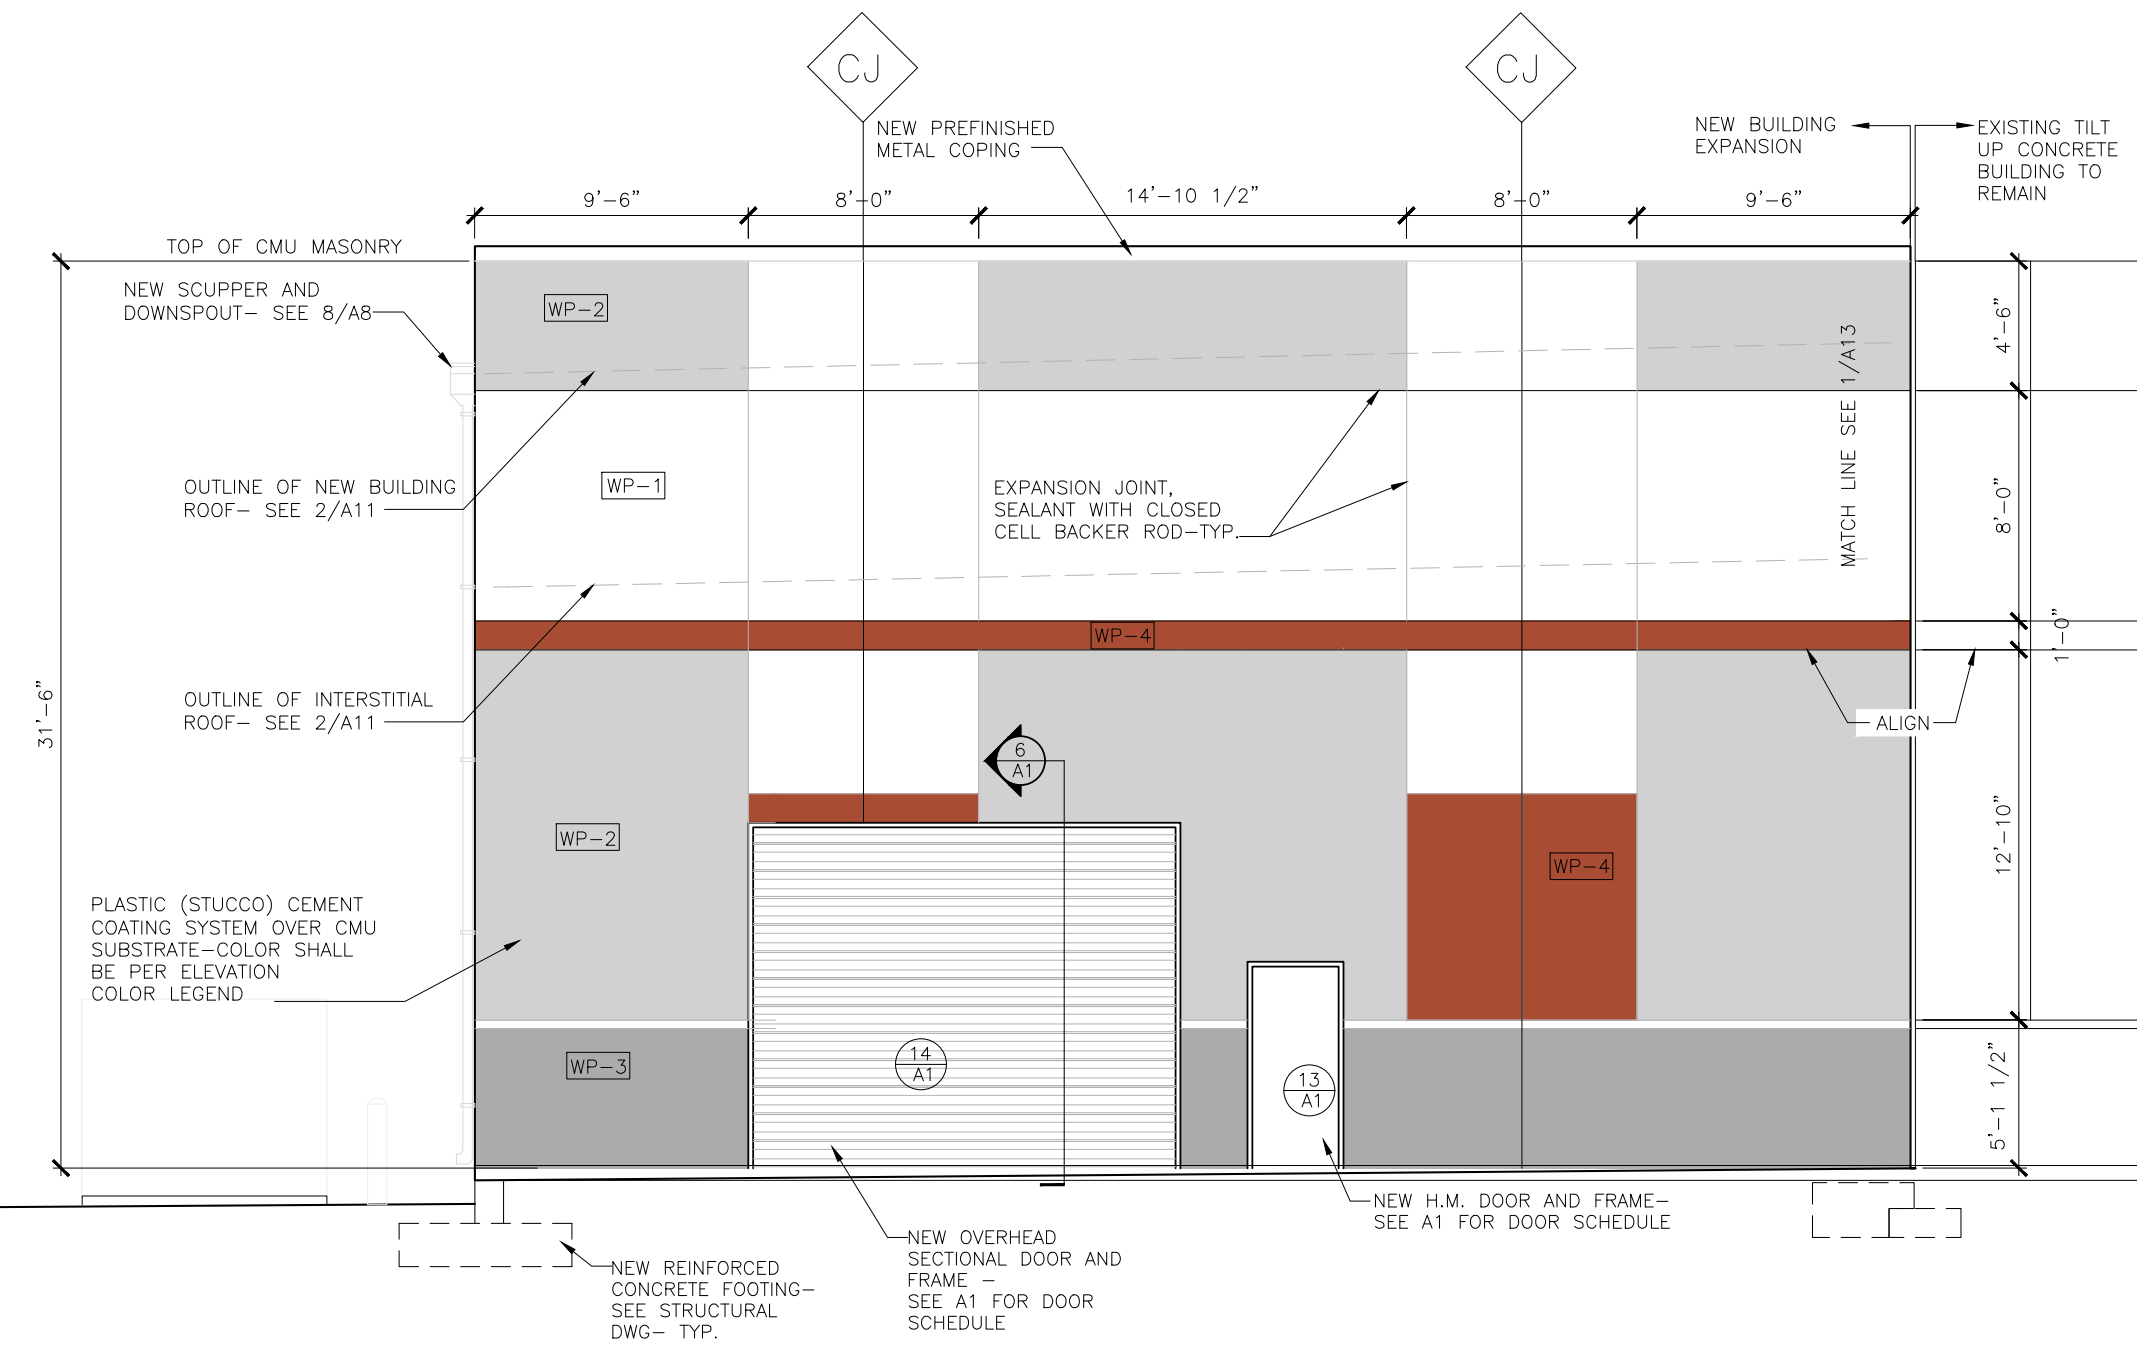 CJ
CJ
NEW PREFINISHED
METAL COPING
NEW BUILDING
EXPANSION
EXISTING TILT
UP CONCRETE
BUILDING TO
REMAIN
9'-6"
8'-0"
14'-10 1/2"
8'-0"
9'-6"
TOP OF CMU MASONRY
NEW SCUPPER AND
DOWNSPOUT- SEE 8/A8
WP-2
4'-6"
MATCH LINE SEE 1/A13
OUTLINE OF NEW BUILDING
ROOF- SEE 2/A11
WP-1
EXPANSION JOINT,
SEALANT WITH CLOSED
CELL BACKER ROD-TYP.
8'-0"
WP-4
1'-0"
31'-6"
OUTLINE OF INTERSTITIAL
ROOF- SEE 2/A11
ALIGN
6
A1
WP-2
WP-4
12'-10"
PLASTIC (STUCCO) CEMENT
COATING SYSTEM OVER CMU
SUBSTRATE-COLOR SHALL
BE PER ELEVATION
COLOR LEGEND
WP-3
14
A1
13
A1
5'-1 1/2"
NEW H.M. DOOR AND FRAME-
SEE A1 FOR DOOR SCHEDULE
NEW OVERHEAD
SECTIONAL DOOR AND
FRAME -
SEE A1 FOR DOOR
SCHEDULE
NEW REINFORCED
CONCRETE FOOTING-
SEE STRUCTURAL
DWG- TYP.